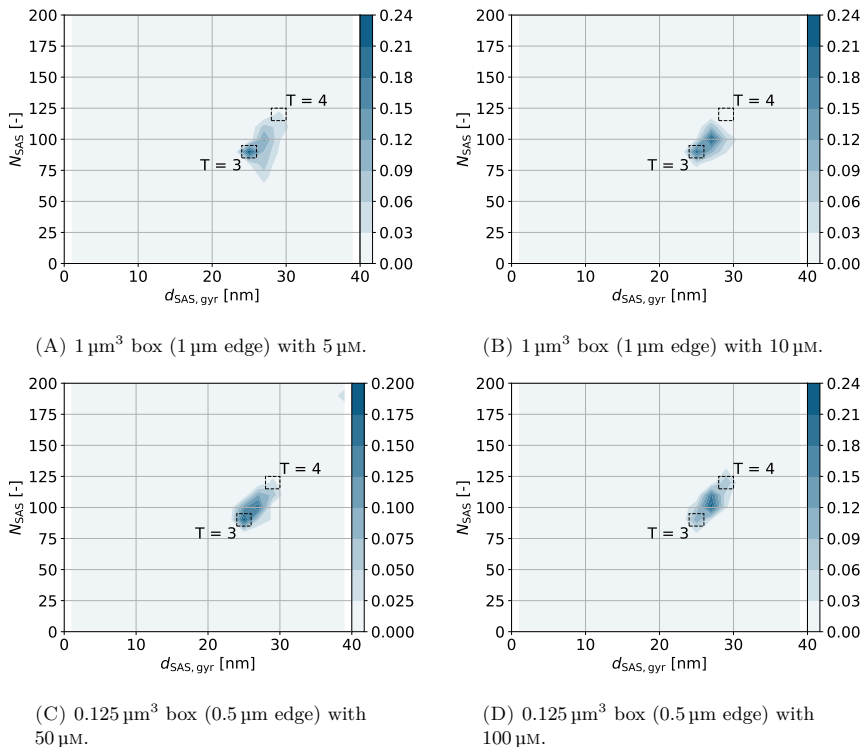 200
175
150
125
100
75
50
25
0
N_SAS [-]
0 10 20 30 40
d_SAS, gyr [nm]
T = 4
T = 3
0.24
0.21
0.18
0.15
0.12
0.09
0.06
0.03
0.00
(A) 1 µm³ box (1 µm edge) with 5 µM.
200
175
150
125
100
75
50
25
0
N_SAS [-]
0 10 20 30 40
d_SAS, gyr [nm]
T = 4
T = 3
0.24
0.21
0.18
0.15
0.12
0.09
0.06
0.03
0.00
(B) 1 µm³ box (1 µm edge) with 10 µM.
200
175
150
125
100
75
50
25
0
N_SAS [-]
0 10 20 30 40
d_SAS, gyr [nm]
T = 4
T = 3
0.200
0.175
0.150
0.125
0.100
0.075
0.050
0.025
0.000
(C) 0.125 µm³ box (0.5 µm edge) with
50 µM.
200
175
150
125
100
75
50
25
0
N_SAS [-]
0 10 20 30 40
d_SAS, gyr [nm]
T = 4
T = 3
0.24
0.21
0.18
0.15
0.12
0.09
0.06
0.03
0.00
(D) 0.125 µm³ box (0.5 µm edge) with
100 µM.